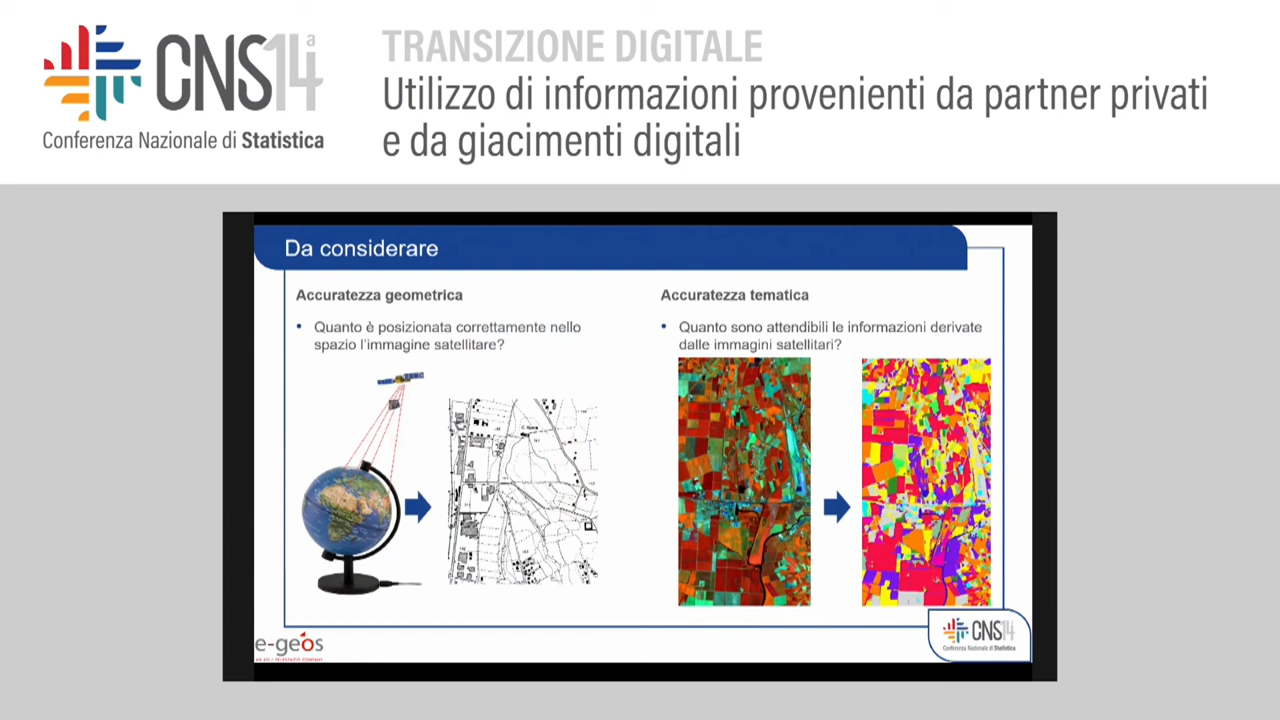 CNS14ª
Conferenza Nazionale di Statistica
TRANSIZIONE DIGITALE
Utilizzo di informazioni provenienti da partner privati
e da giacimenti digitali
Da considerare
Accuratezza geometrica
• Quanto è posizionata correttamente nello
spazio l'immagine satellitare?
Accuratezza tematica
• Quanto sono attendibili le informazioni derivate
dalle immagini satellitari?
e-geos
CNS14
Conferenza Nazionale di Statistica